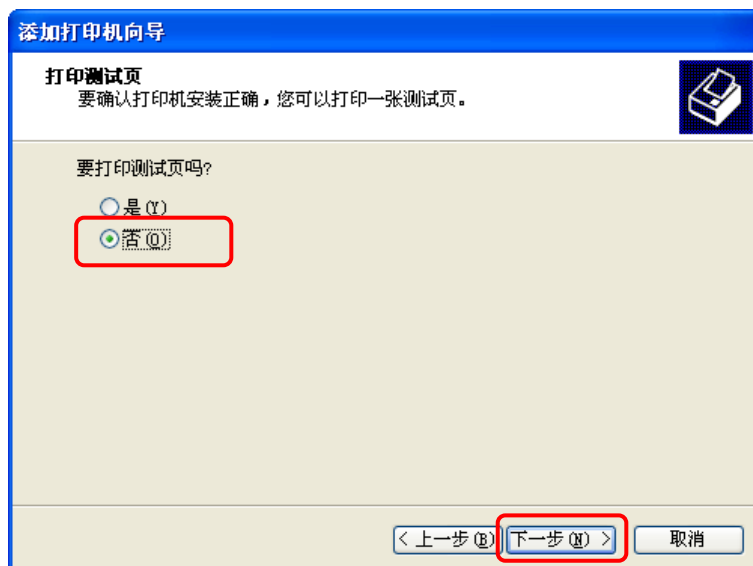 添加打印机向导
打印测试页
要确认打印机安装正确，您可以打印一张测试页。
要打印测试页吗?
是(Y)
否(O)
< 上一步(B) 下一步(N) > 取消